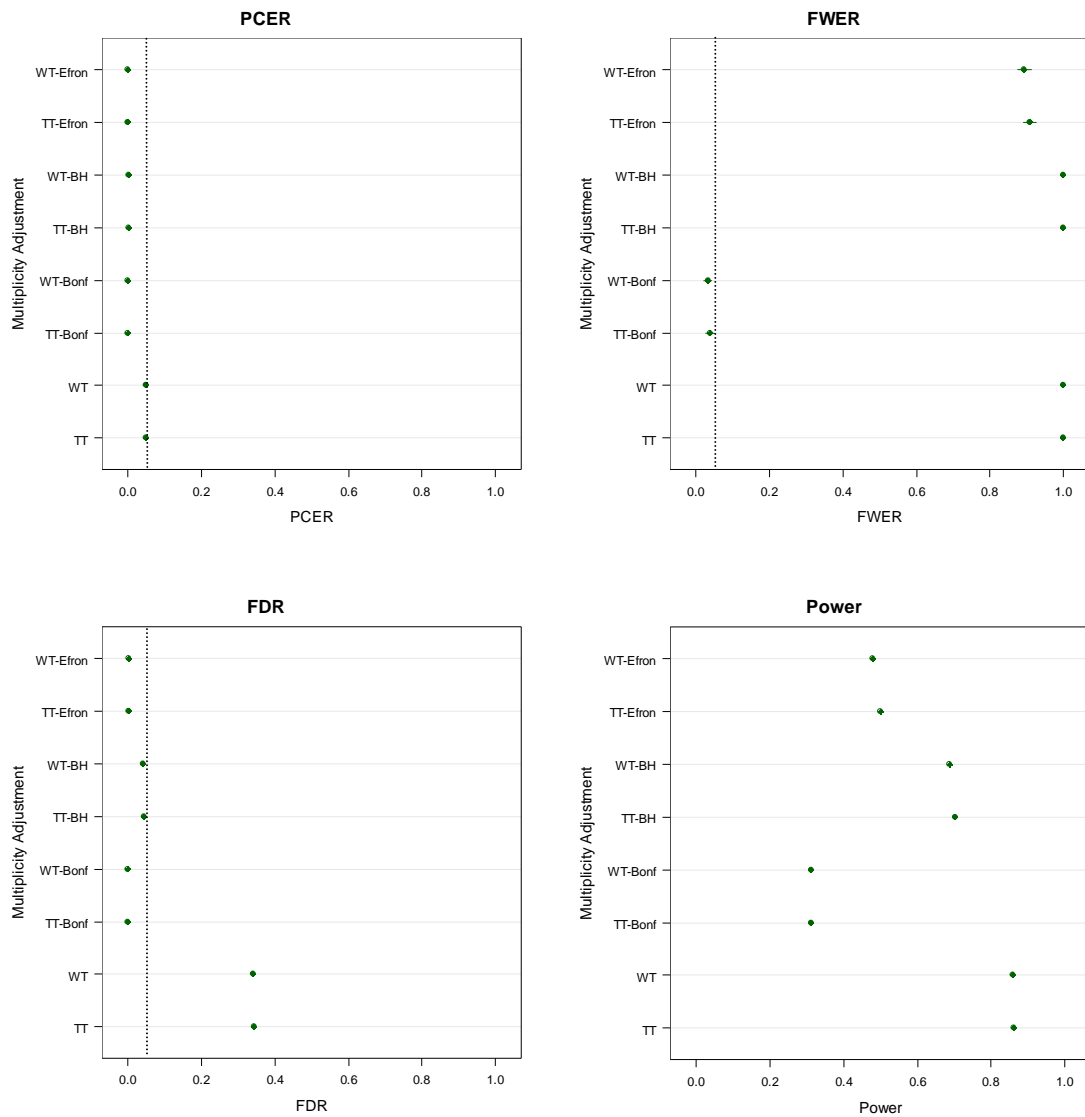 PCER
WT-Efron
TT-Efron
WT-BH
TT-BH
WT-Bonf
TT-Bonf
WT
TT
Multiplicity Adjustment
0.0 0.2 0.4 0.6 0.8 1.0
PCER
FWER
WT-Efron
TT-Efron
WT-BH
TT-BH
WT-Bonf
TT-Bonf
WT
TT
Multiplicity Adjustment
0.0 0.2 0.4 0.6 0.8 1.0
FWER
FDR
WT-Efron
TT-Efron
WT-BH
TT-BH
WT-Bonf
TT-Bonf
WT
TT
Multiplicity Adjustment
0.0 0.2 0.4 0.6 0.8 1.0
FDR
Power
WT-Efron
TT-Efron
WT-BH
TT-BH
WT-Bonf
TT-Bonf
WT
TT
Multiplicity Adjustment
0.0 0.2 0.4 0.6 0.8 1.0
Power